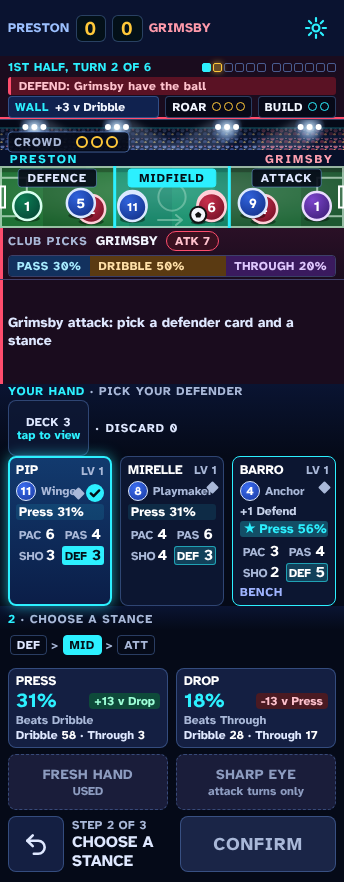 PRESTON 0 0 GRIMSBY
1ST HALF, TURN 2 OF 6
DEFEND: Grimsby have the ball
WALL +3 v Dribble
ROAR
BUILD
CROWD
PRESTON
GRIMSBY
DEFENCE
MIDFIELD
ATTACK
1
5
11
6
9
1
CLUB PICKS GRIMSBY ATK 7
PASS 30% DRIBBLE 50% THROUGH 20%
Grimsby attack: pick a defender card and a
stance
YOUR HAND · PICK YOUR DEFENDER
DECK 3
tap to view
· DISCARD 0
PIP LV 1
11 Winge
Press 31%
PAC 6 PAS 4
SHO 3 DEF 3
MIRELLE LV 1
8 Playmaker
Press 31%
PAC 4 PAS 6
SHO 4 DEF 3
BARRO LV 1
4 Anchor
+1 Defend
★ Press 56%
PAC 3 PAS 4
SHO 2 DEF 5
BENCH
2 · CHOOSE A STANCE
DEF > MID > ATT
PRESS
31% +13 v Drop
Beats Dribble
Dribble 58 · Through 3
DROP
18% -13 v Press
Beats Through
Dribble 28 · Through 17
FRESH HAND
USED
SHARP EYE
attack turns only
STEP 2 OF 3
CHOOSE A
STANCE
CONFIRM